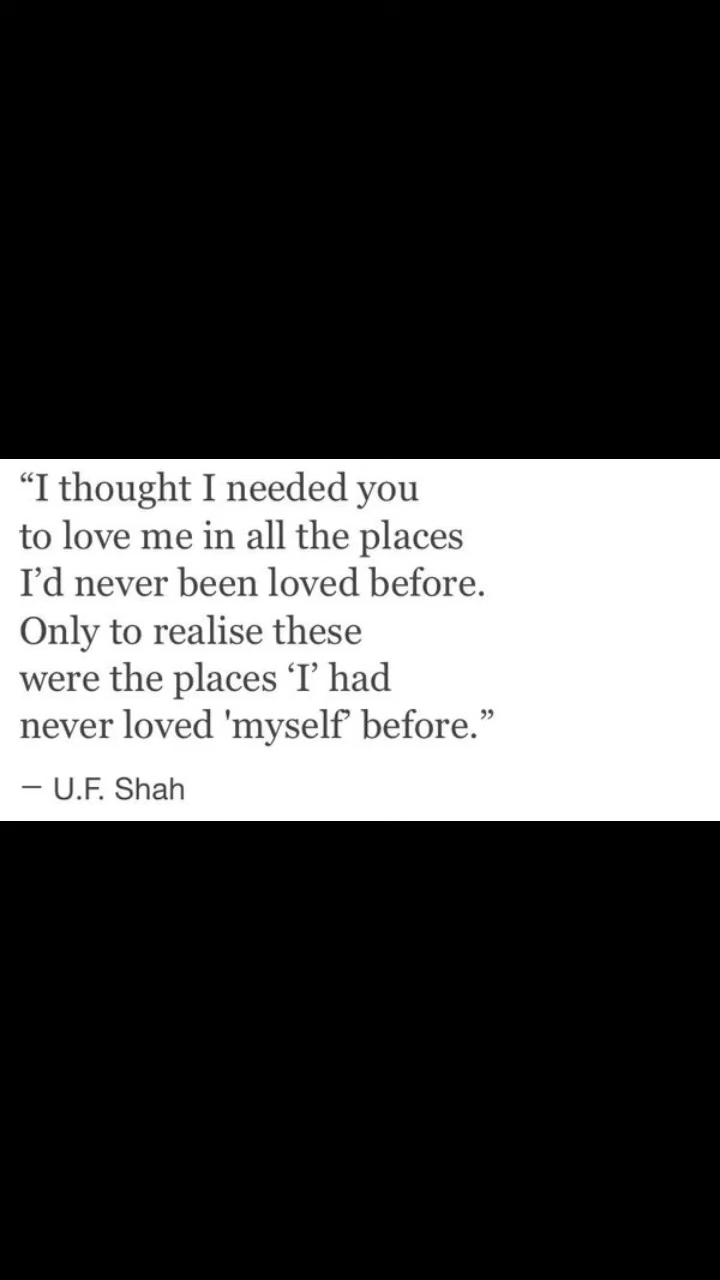 “I thought I needed you
to love me in all the places
I’d never been loved before.
Only to realise these
were the places ‘I’ had
never loved 'myself’ before.”
— U.F. Shah